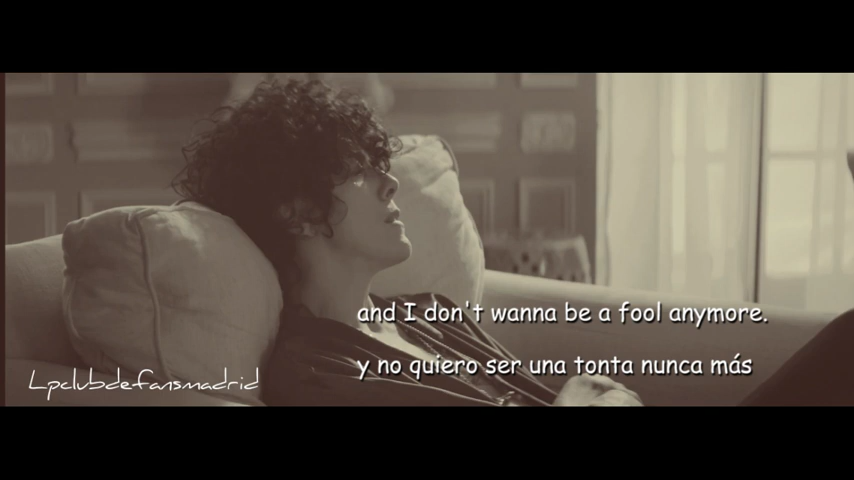 and I don't wanna be a fool anymore.
y no quiero ser una tonta nunca más
Lpclubdefansmadrid